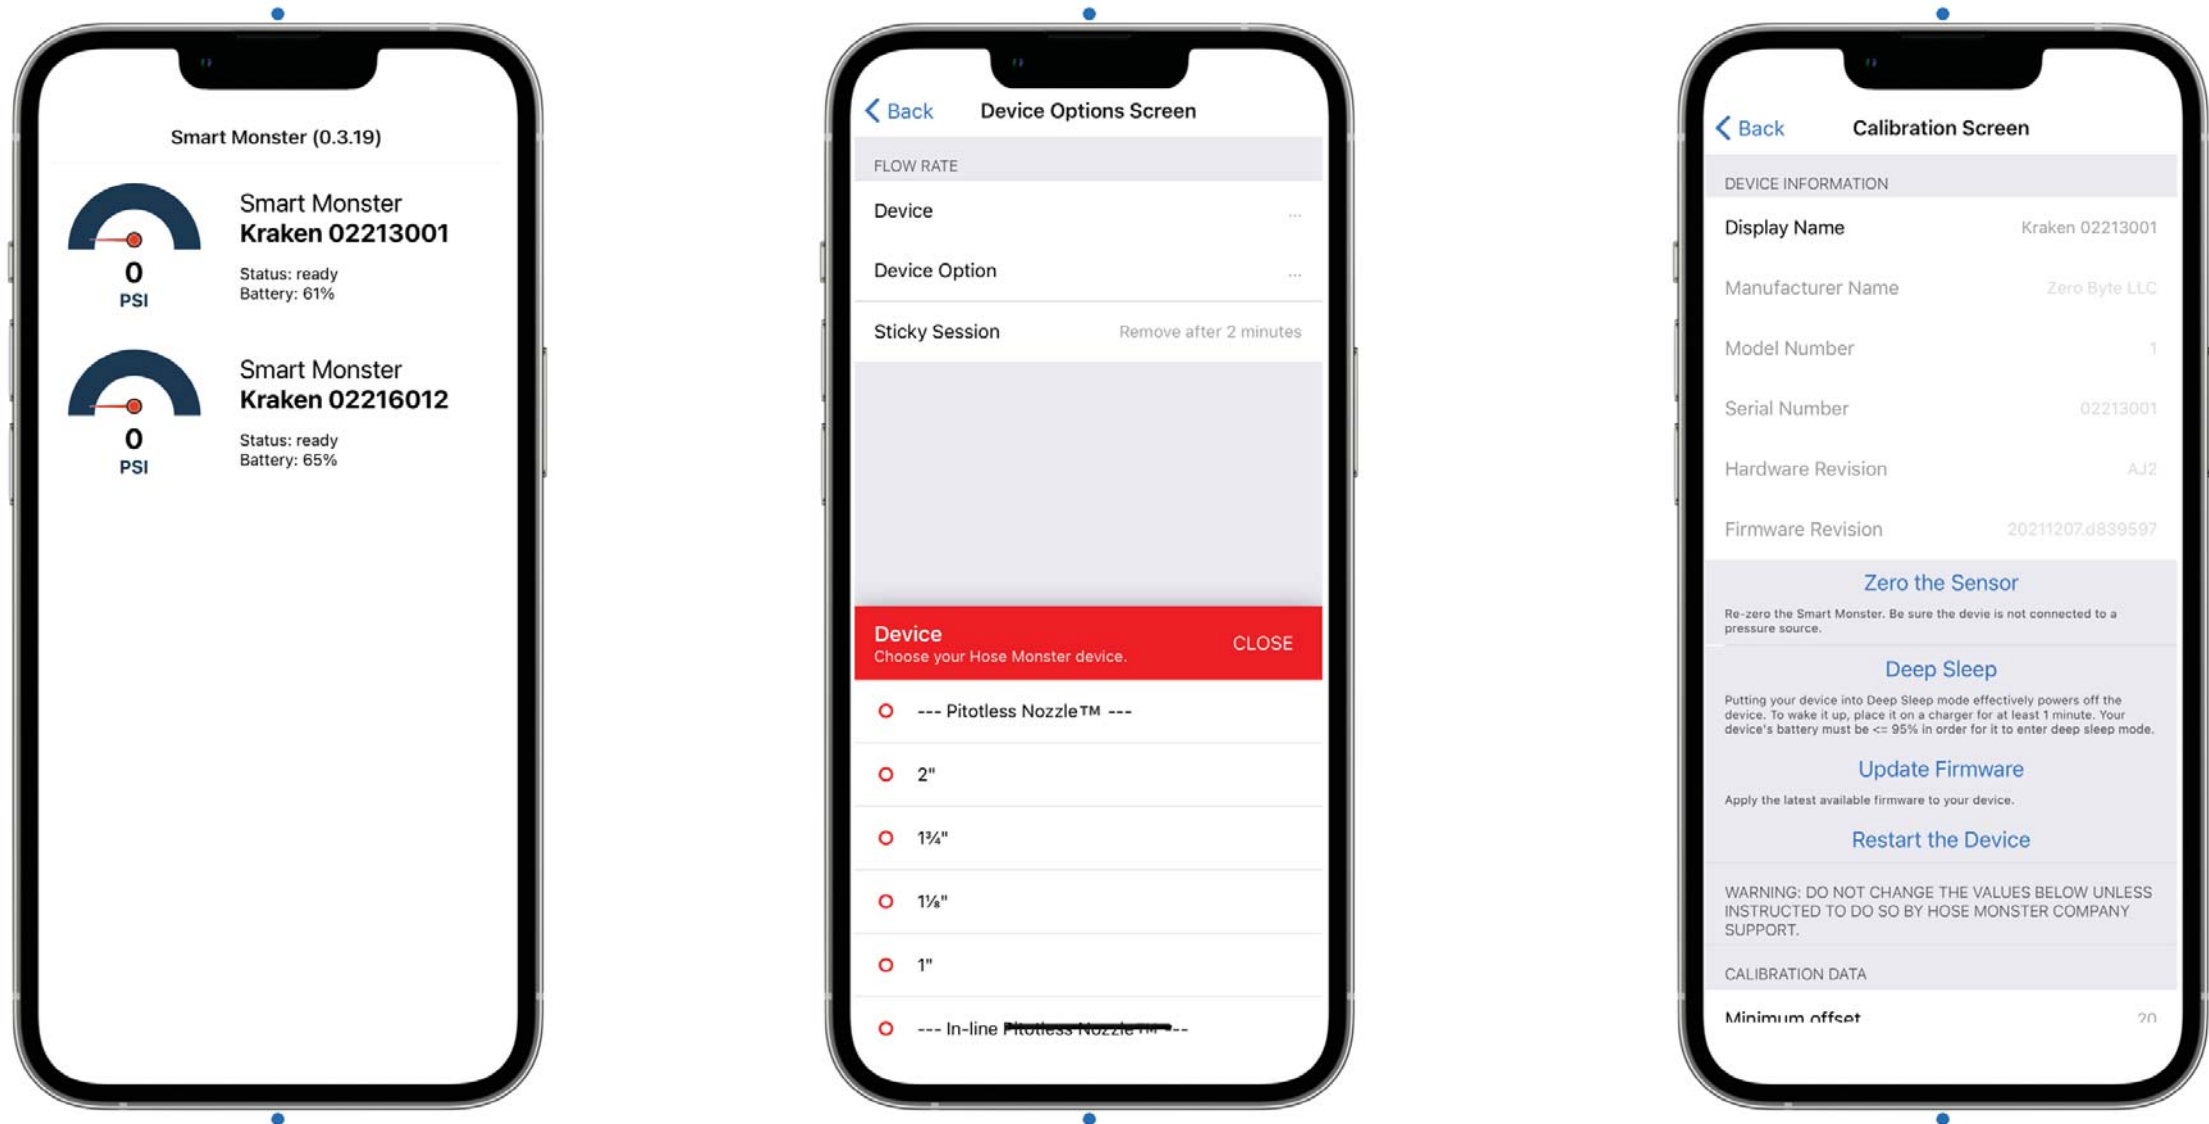 Smart Monster (0.3.19)
Smart Monster
Kraken 02213001
0
PSI
Status: ready
Battery: 61%
Smart Monster
Kraken 02216012
0
PSI
Status: ready
Battery: 65%
Back Device Options Screen
FLOW RATE
Device ...
Device Option ...
Sticky Session Remove after 2 minutes
Device
Choose your Hose Monster device.
CLOSE
--- Pitotless Nozzle™ ---
2"
1¾"
1⅛"
1"
--- In-line Pitotless Nozzle™ ---
Back Calibration Screen
DEVICE INFORMATION
Display Name Kraken 02213001
Manufacturer Name Zero Byte LLC
Model Number 1
Serial Number 02213001
Hardware Revision AJ2
Firmware Revision 20211207.d839597
Zero the Sensor
Re-zero the Smart Monster. Be sure the devie is not connected to a
pressure source.
Deep Sleep
Putting your device into Deep Sleep mode effectively powers off the
device. To wake it up, place it on a charger for at least 1 minute. Your
device's battery must be <= 95% in order for it to enter deep sleep mode.
Update Firmware
Apply the latest available firmware to your device.
Restart the Device
WARNING: DO NOT CHANGE THE VALUES BELOW UNLESS
INSTRUCTED TO DO SO BY HOSE MONSTER COMPANY
SUPPORT.
CALIBRATION DATA
Minimum offset 20